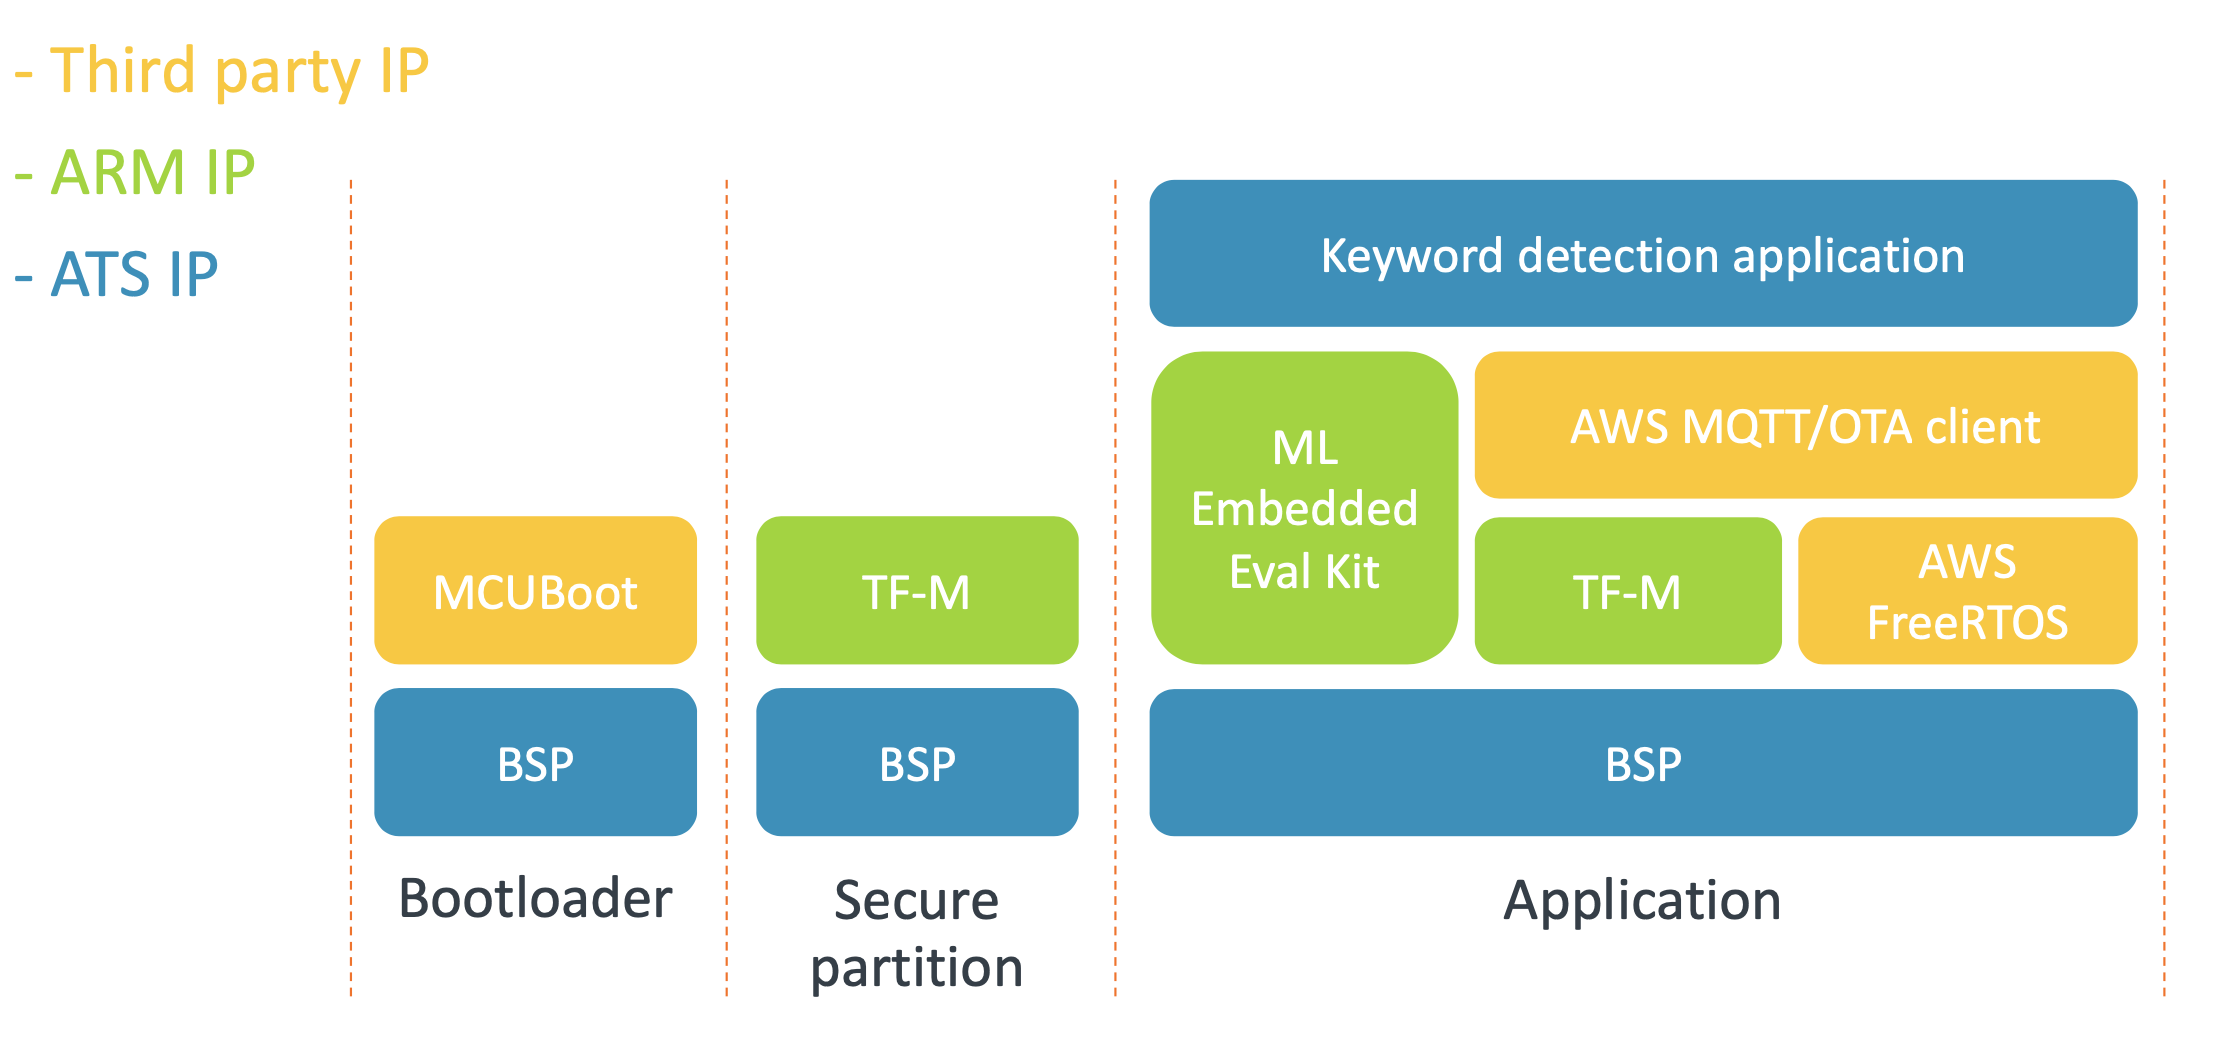 - Third party IP
- ARM IP
- ATS IP
Keyword detection application
ML
Embedded
Eval Kit
AWS MQTT/OTA client
MCUBoot
TF-M
TF-M
AWS
FreeRTOS
BSP
BSP
BSP
Bootloader
Secure
partition
Application